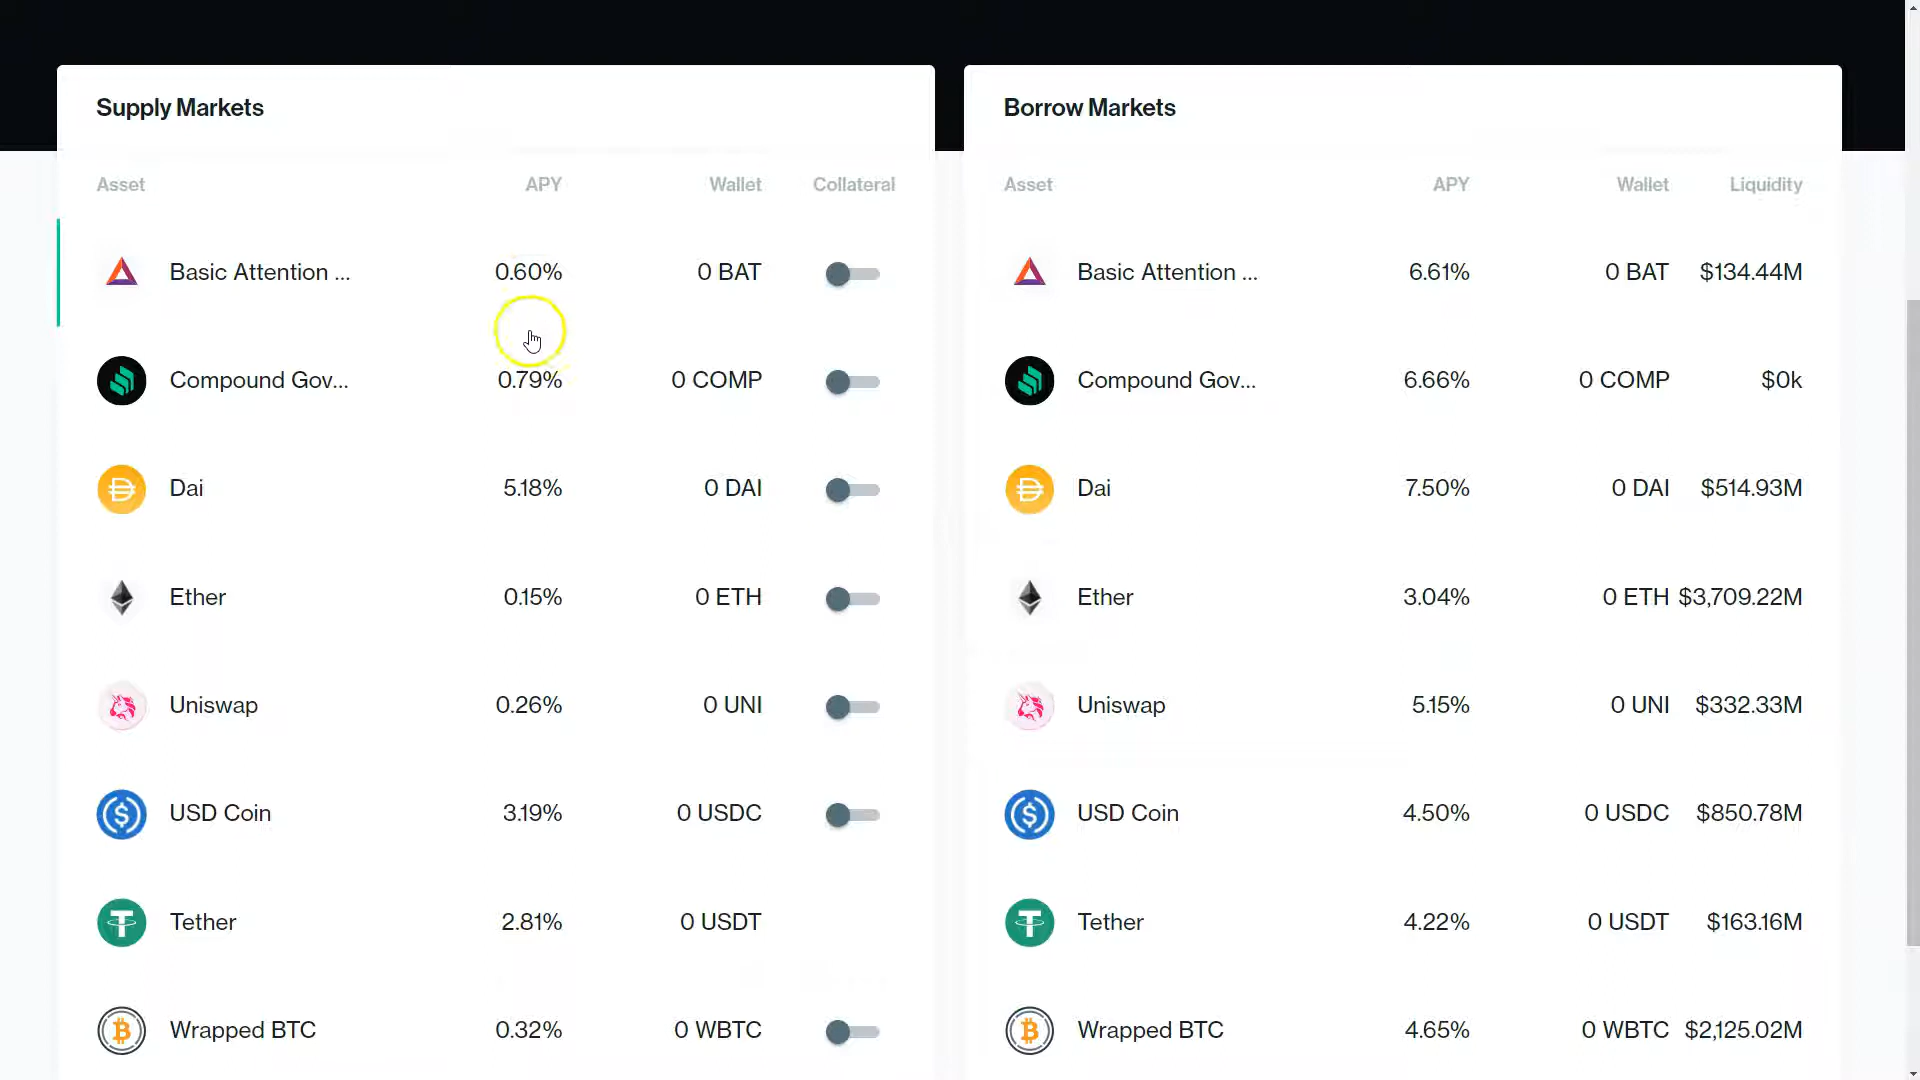 Supply Markets
Asset APY Wallet Collateral
Basic Attention ... 0.60% 0 BAT
Compound Gov... 0.79% 0 COMP
Dai 5.18% 0 DAI
Ether 0.15% 0 ETH
Uniswap 0.26% 0 UNI
USD Coin 3.19% 0 USDC
Tether 2.81% 0 USDT
Wrapped BTC 0.32% 0 WBTC
Borrow Markets
Asset APY Wallet Liquidity
Basic Attention ... 6.61% 0 BAT $134.44M
Compound Gov... 6.66% 0 COMP $0k
Dai 7.50% 0 DAI $514.93M
Ether 3.04% 0 ETH $3,709.22M
Uniswap 5.15% 0 UNI $332.33M
USD Coin 4.50% 0 USDC $850.78M
Tether 4.22% 0 USDT $163.16M
Wrapped BTC 4.65% 0 WBTC $2,125.02M